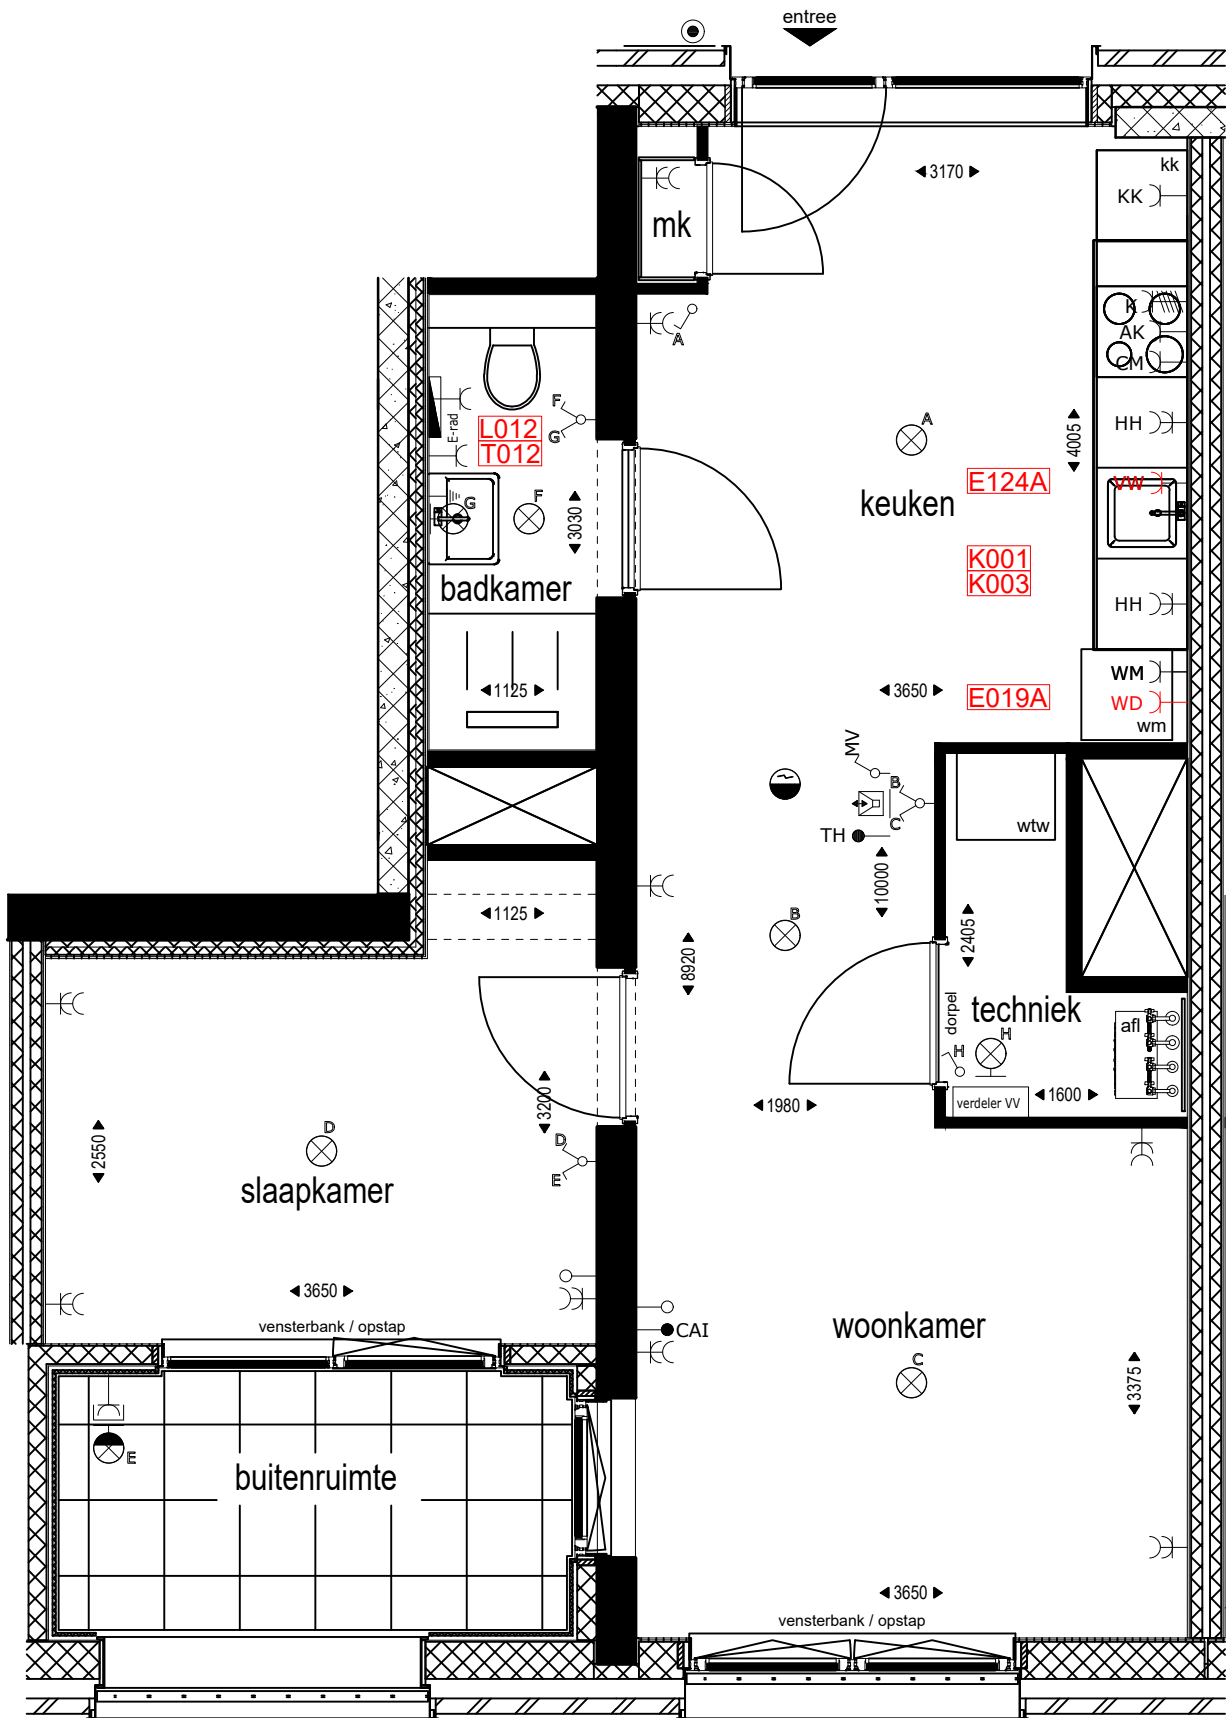 entree
3170
kk
KK
mk
K
A
AK
CM
E-rad
F
G
L012
T012
A
4005
HH
E124A
VW
keuken
G
F
3030
K001
K003
badkamer
HH
1125
3650
E019A
WM
WD
wm
MV
B
C
wtw
TH
10000
1125
B
8920
2405
dorpel
techniek
afl
H
H
verdeler VV
1600
1980
3200
D
2550
D
E
slaapkamer
3650
vensterbank / opstap
CAI
woonkamer
C
3375
E
buitenruimte
3650
vensterbank / opstap